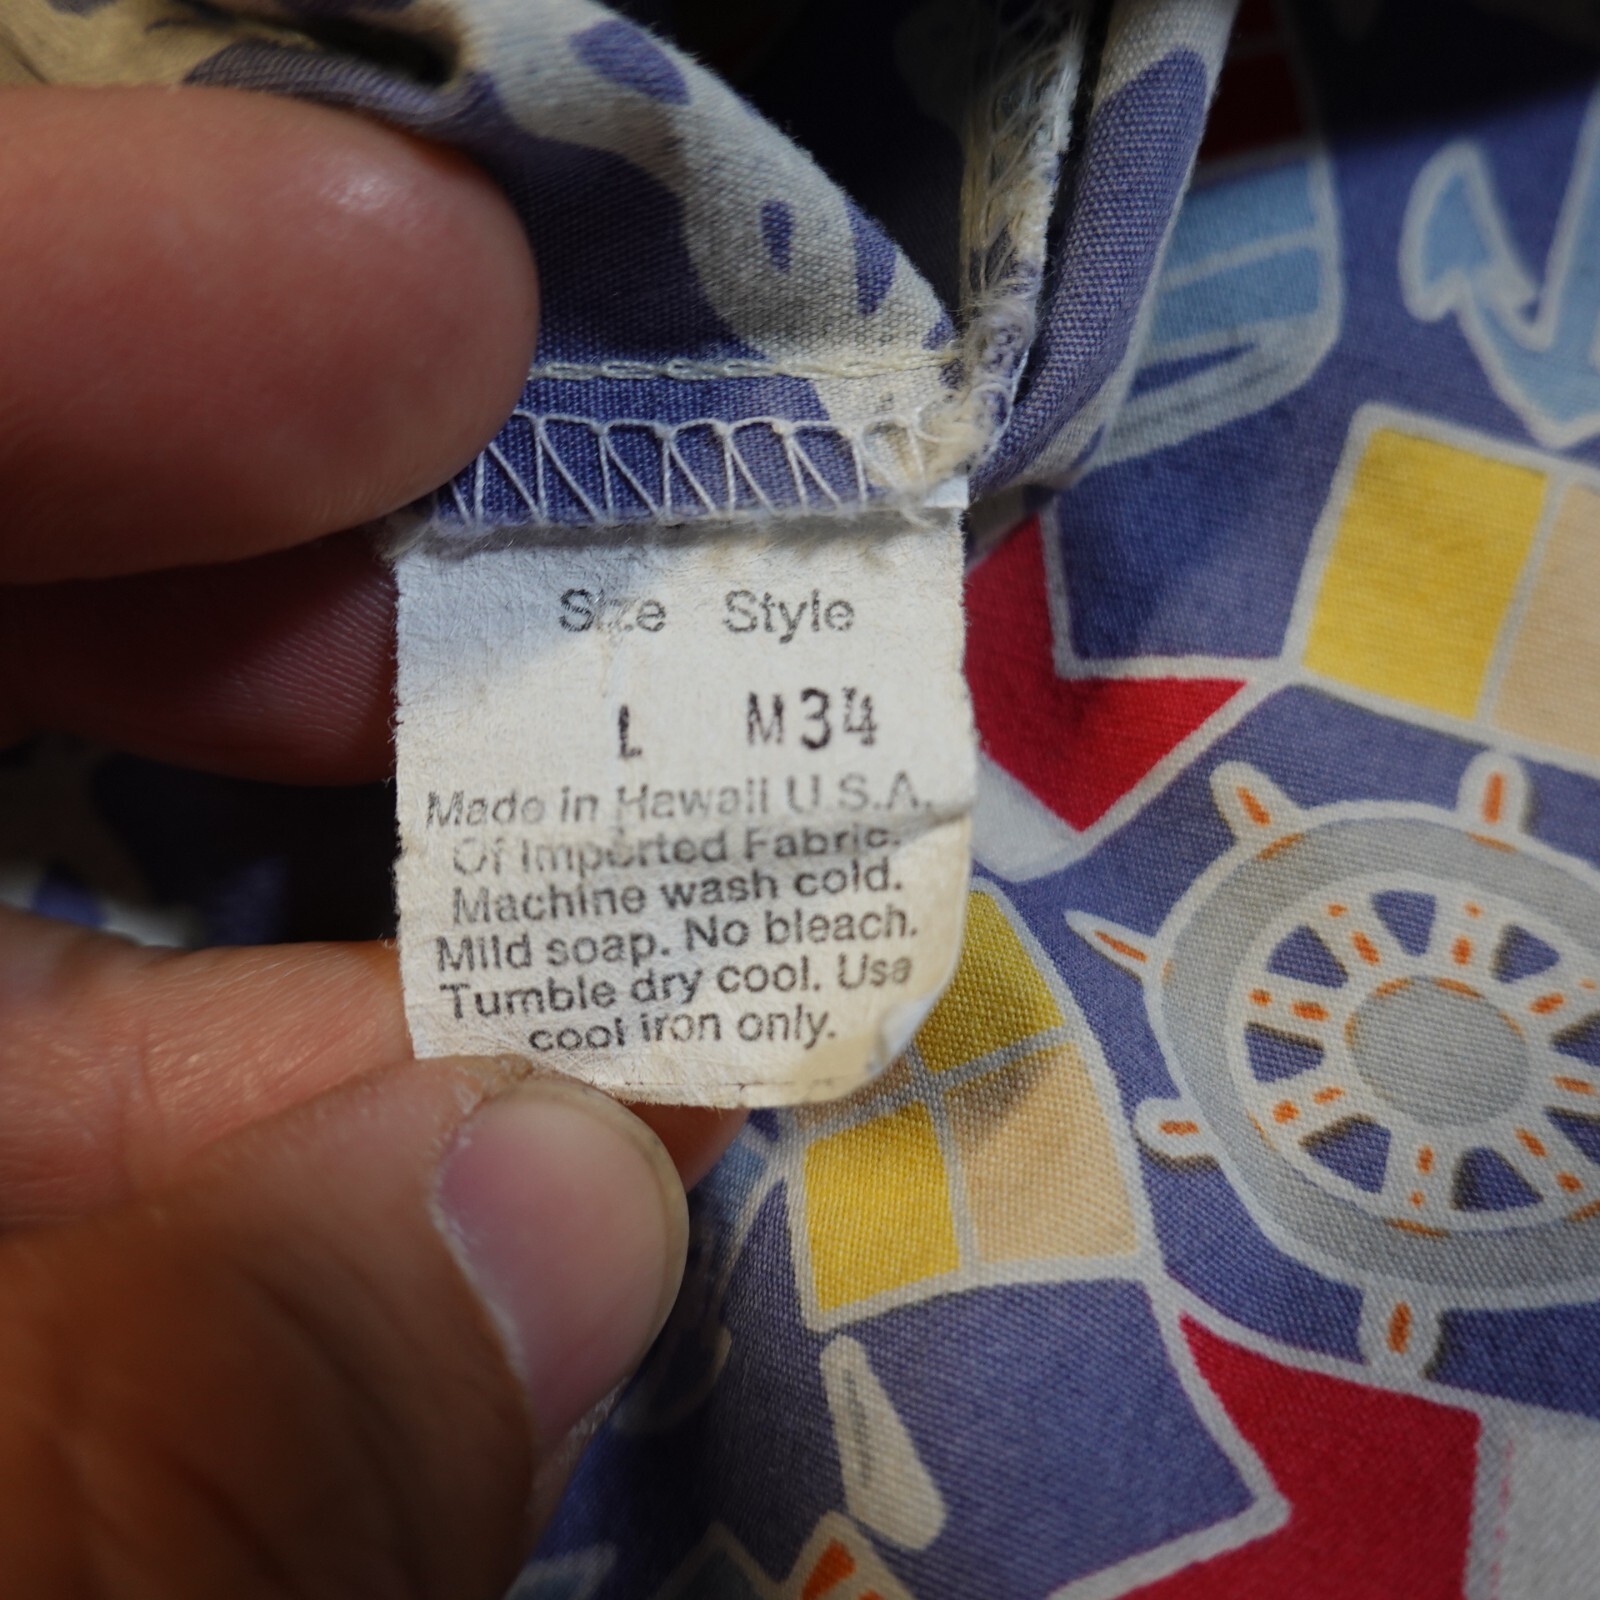 Size Style
L M34
Made in Hawaii U.S.A.
Of Imported Fabric.
Machine wash cold.
Mild soap. No bleach.
Tumble dry cool. Use
cool iron only.